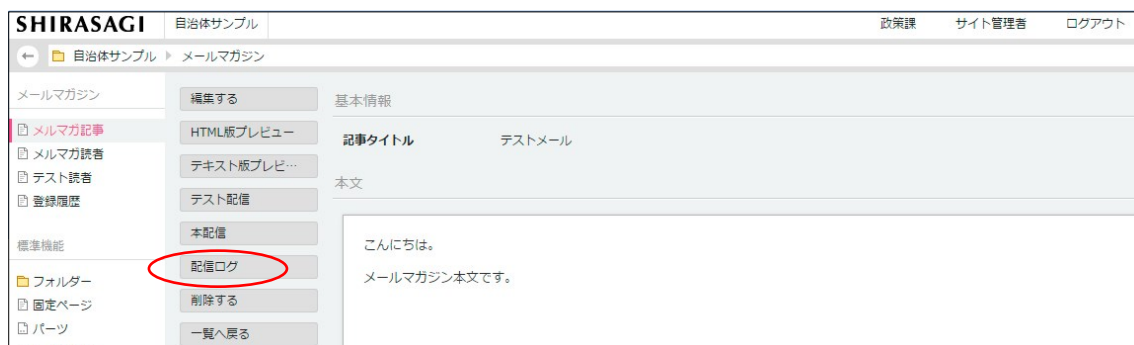 SHIRASAGI 自治体サンプル 政策課 サイト管理者 ログアウト
自治体サンプル メールマガジン
メールマガジン
メルマガ記事
メルマガ読者
テスト読者
登録履歴
標準機能
フォルダー
固定ページ
パーツ
編集する
HTML版プレビュー
テキスト版プレビ…
テスト配信
本配信
配信ログ
削除する
一覧へ戻る
基本情報
記事タイトル テストメール
本文
こんにちは。
メールマガジン本文です。